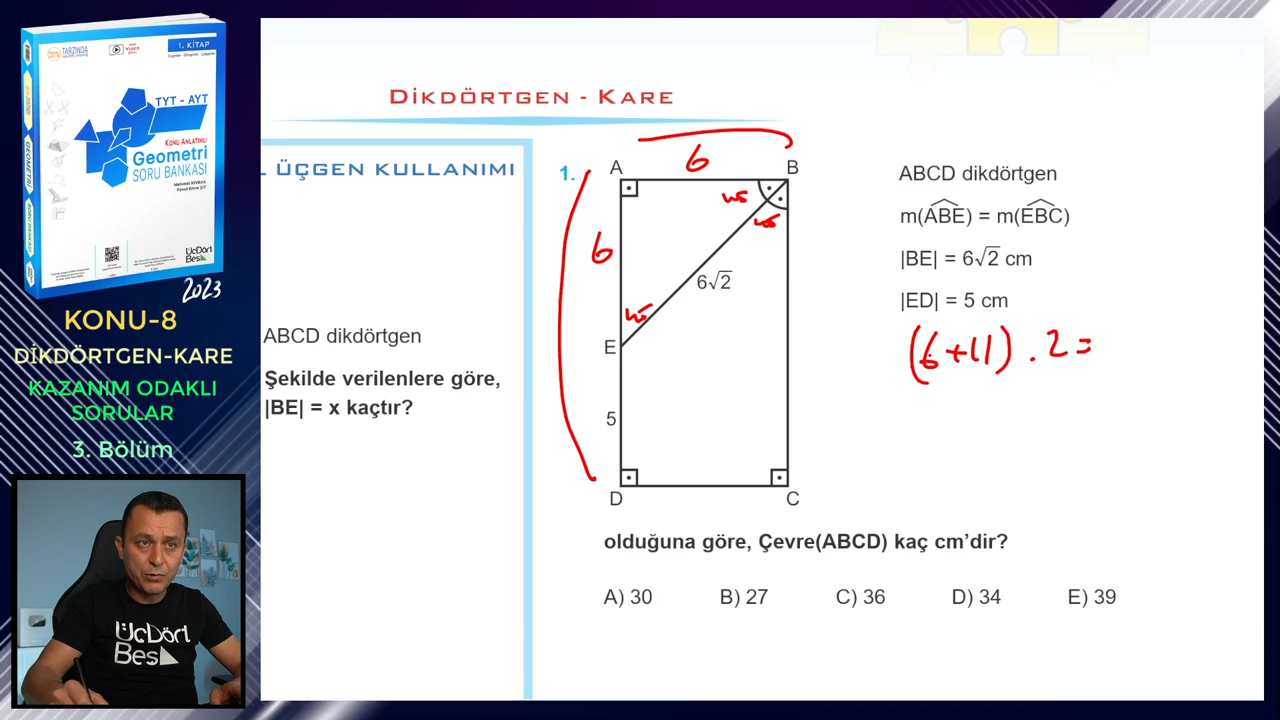 1. KİTAP
TYT - AYT
KONU ANLATIMLI
Geometri
SORU BANKASI
GEOMETRİ
ÜçDört
Beş
2023
KONU-8
DİKDÖRTGEN-KARE
KAZANIM ODAKLI
SORULAR
3. Bölüm
ÜçDört
Beş
DİKDÖRTGEN - KARE
ÜÇGEN KULLANIMI
ABCD dikdörtgen
Şekilde verilenlere göre,
|BE| = x kaçtır?
1.
A
B
6
45
45
6
6√2
45
E
5
D
C
ABCD dikdörtgen
m(ABE) = m(EBC)
|BE| = 6√2 cm
|ED| = 5 cm
(6+11) . 2 =
olduğuna göre, Çevre(ABCD) kaç cm'dir?
A) 30 B) 27 C) 36 D) 34 E) 39